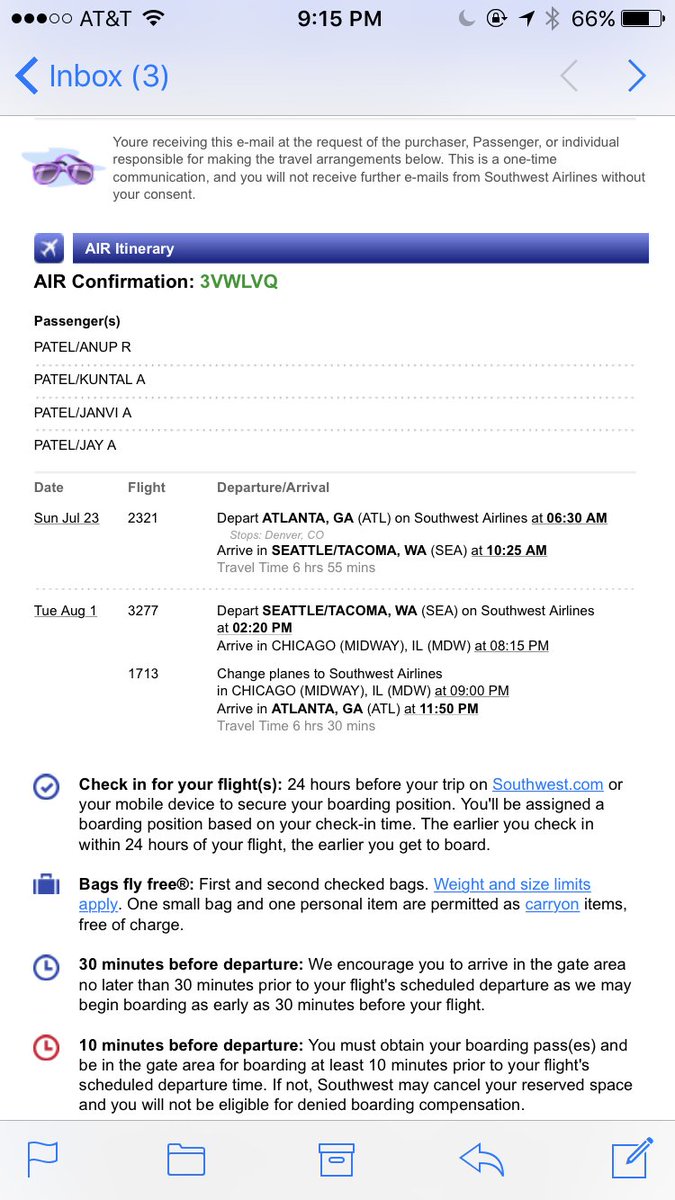 AT&T 9:15 PM 66%
Inbox (3)
Youre receiving this e-mail at the request of the purchaser, Passenger, or individual
responsible for making the travel arrangements below. This is a one-time
communication, and you will not receive further e-mails from Southwest Airlines without
your consent.
AIR Itinerary
AIR Confirmation: 3VWLVQ
Passenger(s)
PATEL/ANUP R
PATEL/KUNTAL A
PATEL/JANVI A
PATEL/JAY A
Date Flight Departure/Arrival
Sun Jul 23 2321 Depart ATLANTA, GA (ATL) on Southwest Airlines at 06:30 AM
Stops: Denver, CO
Arrive in SEATTLE/TACOMA, WA (SEA) at 10:25 AM
Travel Time 6 hrs 55 mins
Tue Aug 1 3277 Depart SEATTLE/TACOMA, WA (SEA) on Southwest Airlines
at 02:20 PM
Arrive in CHICAGO (MIDWAY), IL (MDW) at 08:15 PM
1713 Change planes to Southwest Airlines
in CHICAGO (MIDWAY), IL (MDW) at 09:00 PM
Arrive in ATLANTA, GA (ATL) at 11:50 PM
Travel Time 6 hrs 30 mins
Check in for your flight(s): 24 hours before your trip on Southwest.com or
your mobile device to secure your boarding position. You'll be assigned a
boarding position based on your check-in time. The earlier you check in
within 24 hours of your flight, the earlier you get to board.
Bags fly free®: First and second checked bags. Weight and size limits
apply. One small bag and one personal item are permitted as carryon items,
free of charge.
30 minutes before departure: We encourage you to arrive in the gate area
no later than 30 minutes prior to your flight's scheduled departure as we may
begin boarding as early as 30 minutes before your flight.
10 minutes before departure: You must obtain your boarding pass(es) and
be in the gate area for boarding at least 10 minutes prior to your flight's
scheduled departure time. If not, Southwest may cancel your reserved space
and you will not be eligible for denied boarding compensation.